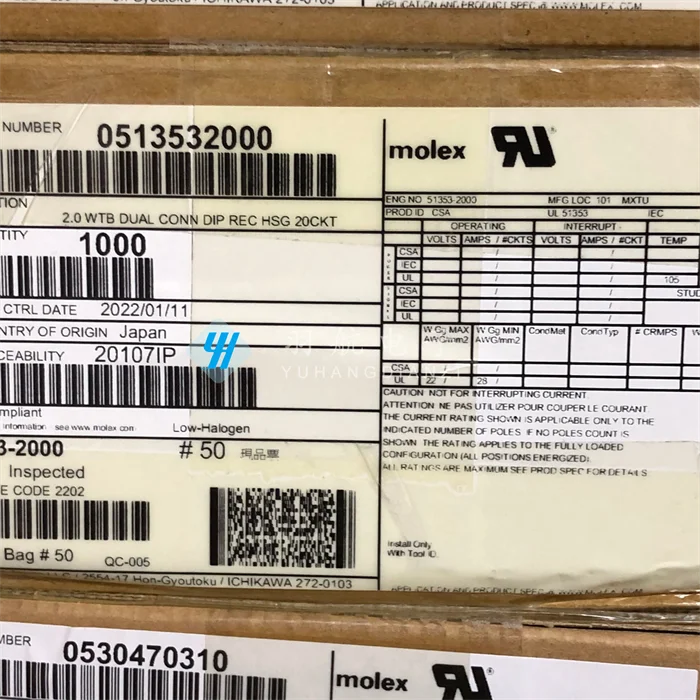 APPLICATION AND PRODUCT SPEC @ WWW.MOLEX.COM
NUMBER 0513532000
molex
2.0 WTB DUAL CONN DIP REC HSG 20CKT
1000
CTRL DATE 2022/01/11
NTRY OF ORIGIN Japan
CEABILITY 20107IP
mpliant
information see www.molex.com Low-Halogen
3-2000 # 50 現品票
Inspected
E CODE 2202
Bag # 50 QC-005
2554-17 Hon-Gyoutoku / ICHIKAWA 272-0103
ENG NO 51353-2000 MFG LOC 101 MXTU
PROD ID CSA UL 51353 IEC
OPERATING INTERRUPT
VOLTS AMPS / #CKTS VOLTS AMPS / #CKT TEMP
CSA
IEC
UL 105
CSA
IEC
UL
W Gg MAX AWG/mm2 W Gg MIN AWG/mm2 CondMat CondTyp # CRMPS
CSA
UL 22 / 28 /
CAUTION NOT FOR INTERRUPTING CURRENT
ATTENTION NE PAS UTILIZER POUR COUPER LE COURANT.
THE CURRENT RATING SHOWN IS APPLICABLE ONLY TO THE
INDICATED NUMBER OF POLES IF NO POLES COUNT IS
SHOWN THE RATING APPLIES TO THE FULLY LOADED
CONFIGURATION (ALL POSITIONS ENERGIZED).
ALL RATINGS ARE MAXIMUM SEE PROD SPEC FOR DETAILS
Install Only
With Tool ID.
0530470310
molex